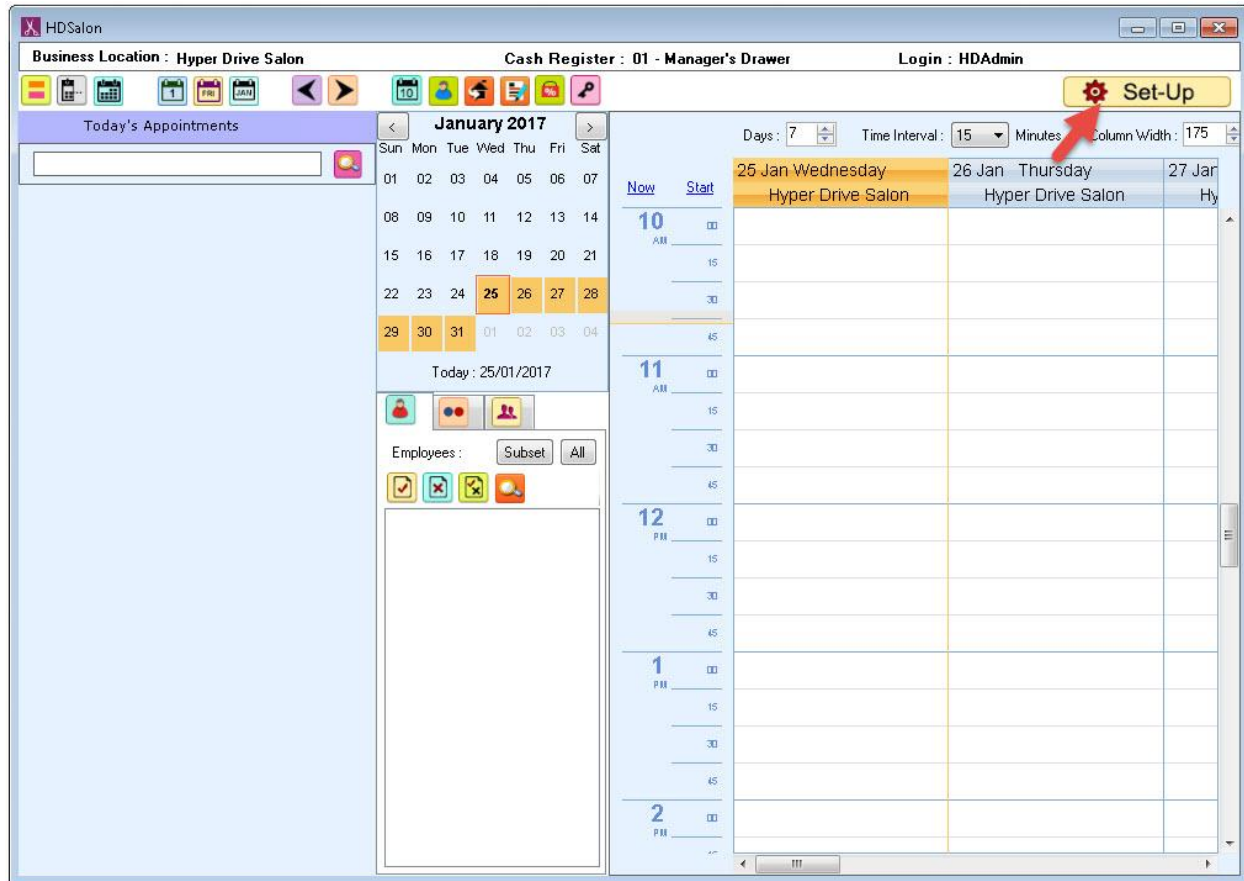 HDSalon
Business Location : Hyper Drive Salon Cash Register : 01 - Manager's Drawer Login : HDAdmin
1 FRI JAN 10 % Set-Up
Today's Appointments
< January 2017 >
Sun Mon Tue Wed Thu Fri Sat
01 02 03 04 05 06 07
08 09 10 11 12 13 14
15 16 17 18 19 20 21
22 23 24 25 26 27 28
29 30 31 01 02 03 04
Today : 25/01/2017
Employees : Subset All
Days : 7 Time Interval : 15 Minutes Column Width : 175
25 Jan Wednesday 26 Jan Thursday 27 Jan
Now Start Hyper Drive Salon Hyper Drive Salon Hy
10 AM 00
15
30
45
11 AM 00
15
30
45
12 PM 00
15
30
45
1 PM 00
15
30
45
2 PM 00